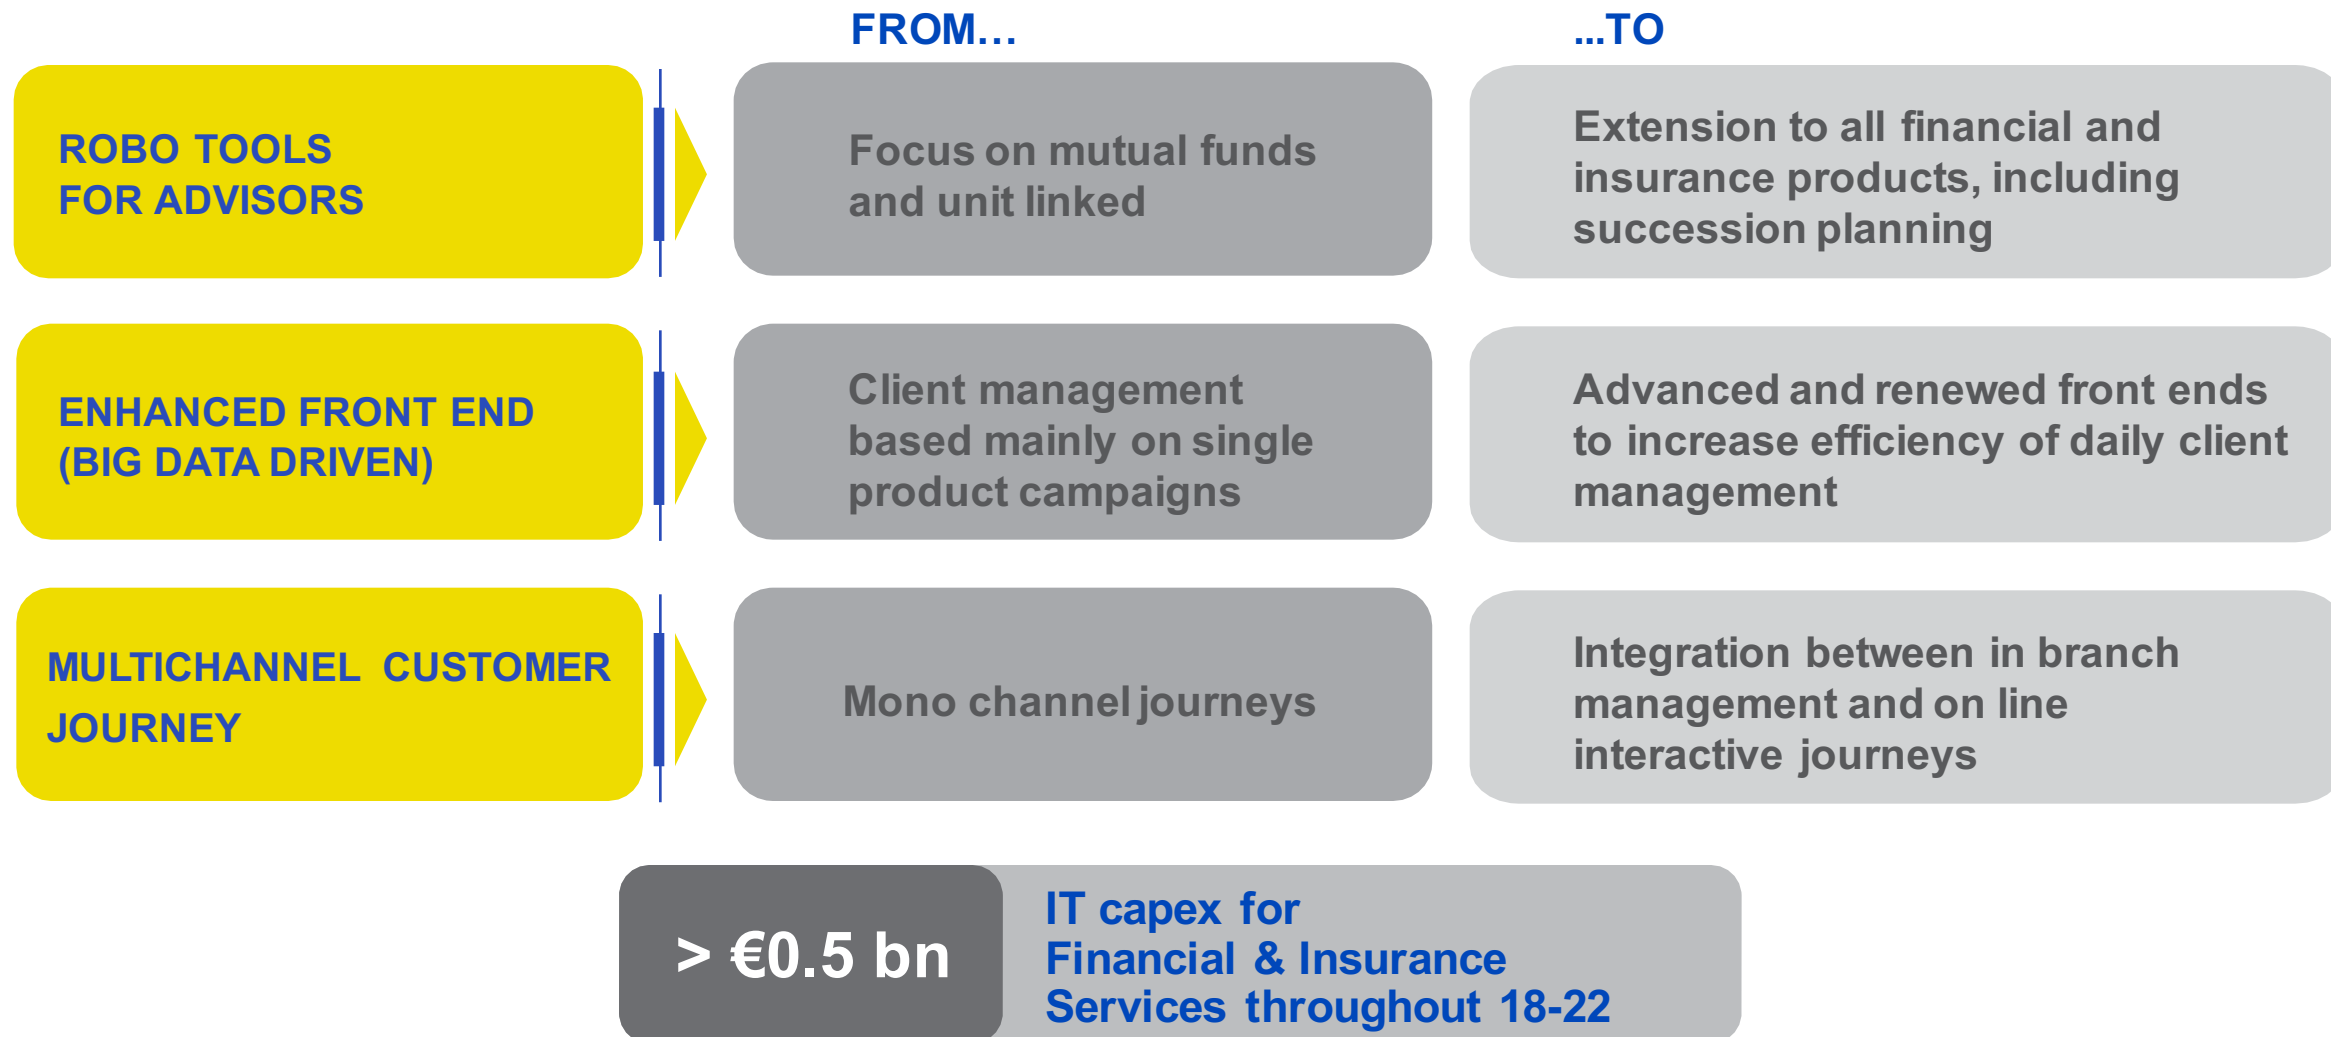 FROM…
...TO
ROBO TOOLS
FOR ADVISORS
Focus on mutual funds
and unit linked
Extension to all financial and
insurance products, including
succession planning
ENHANCED FRONT END
(BIG DATA DRIVEN)
Client management
based mainly on single
product campaigns
Advanced and renewed front ends
to increase efficiency of daily client
management
MULTICHANNEL CUSTOMER
JOURNEY
Mono channel journeys
Integration between in branch
management and on line
interactive journeys
> €0.5 bn
IT capex for
Financial & Insurance
Services throughout 18-22